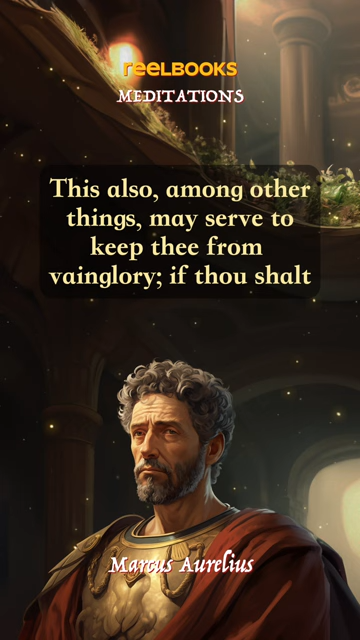 reelBOOKS
MEDITATIONS
This also, among other
things, may serve to
keep thee from
vainglory; if thou shalt
Marcus Aurelius